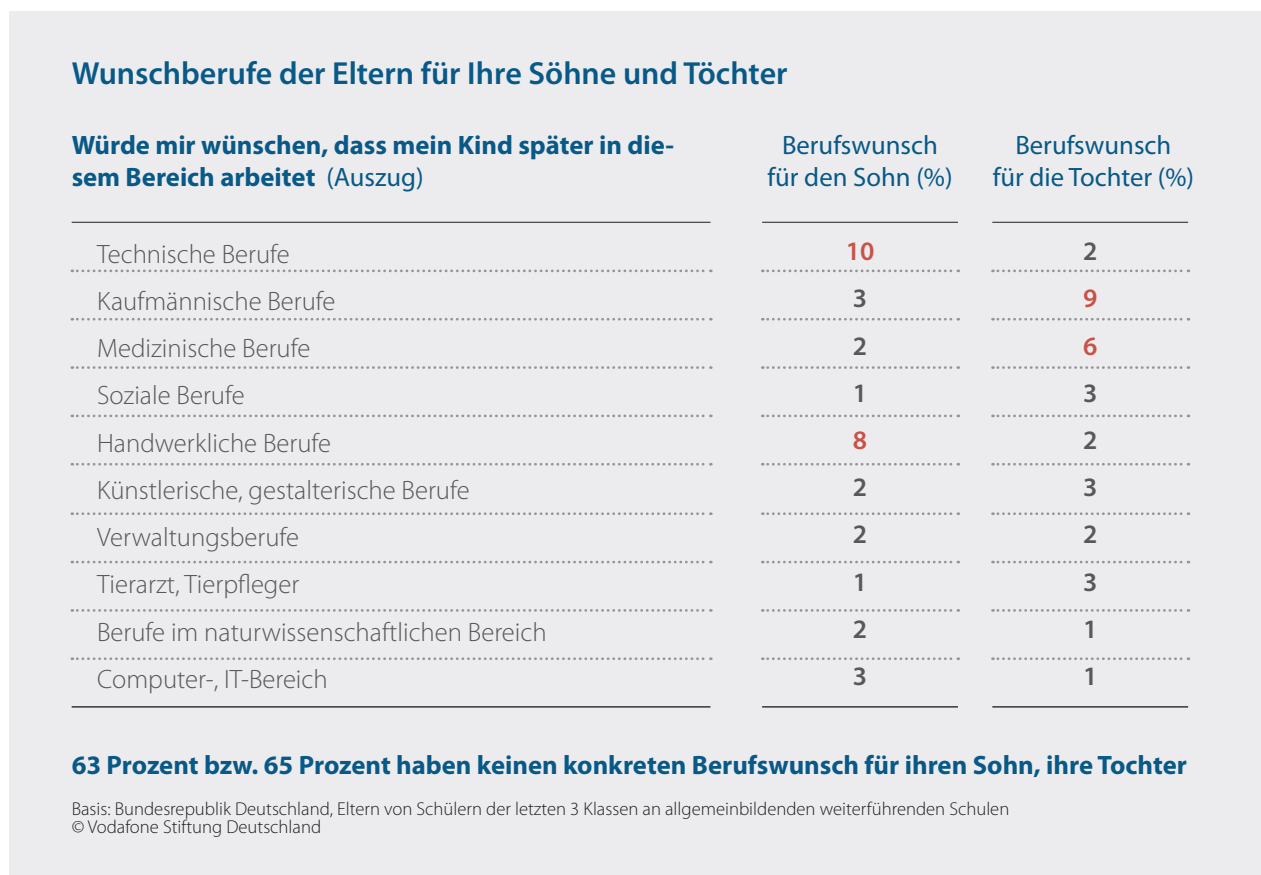 Wunschberufe der Eltern für Ihre Söhne und Töchter
Würde mir wünschen, dass mein Kind später in die-
sem Bereich arbeitet (Auszug)
Berufswunsch
für den Sohn (%)
Berufswunsch
für die Tochter (%)
Technische Berufe 10 2
Kaufmännische Berufe 3 9
Medizinische Berufe 2 6
Soziale Berufe 1 3
Handwerkliche Berufe 8 2
Künstlerische, gestalterische Berufe 2 3
Verwaltungsberufe 2 2
Tierarzt, Tierpfleger 1 3
Berufe im naturwissenschaftlichen Bereich 2 1
Computer-, IT-Bereich 3 1
63 Prozent bzw. 65 Prozent haben keinen konkreten Berufswunsch für ihren Sohn, ihre Tochter
Basis: Bundesrepublik Deutschland, Eltern von Schülern der letzten 3 Klassen an allgemeinbildenden weiterführenden Schulen
© Vodafone Stiftung Deutschland